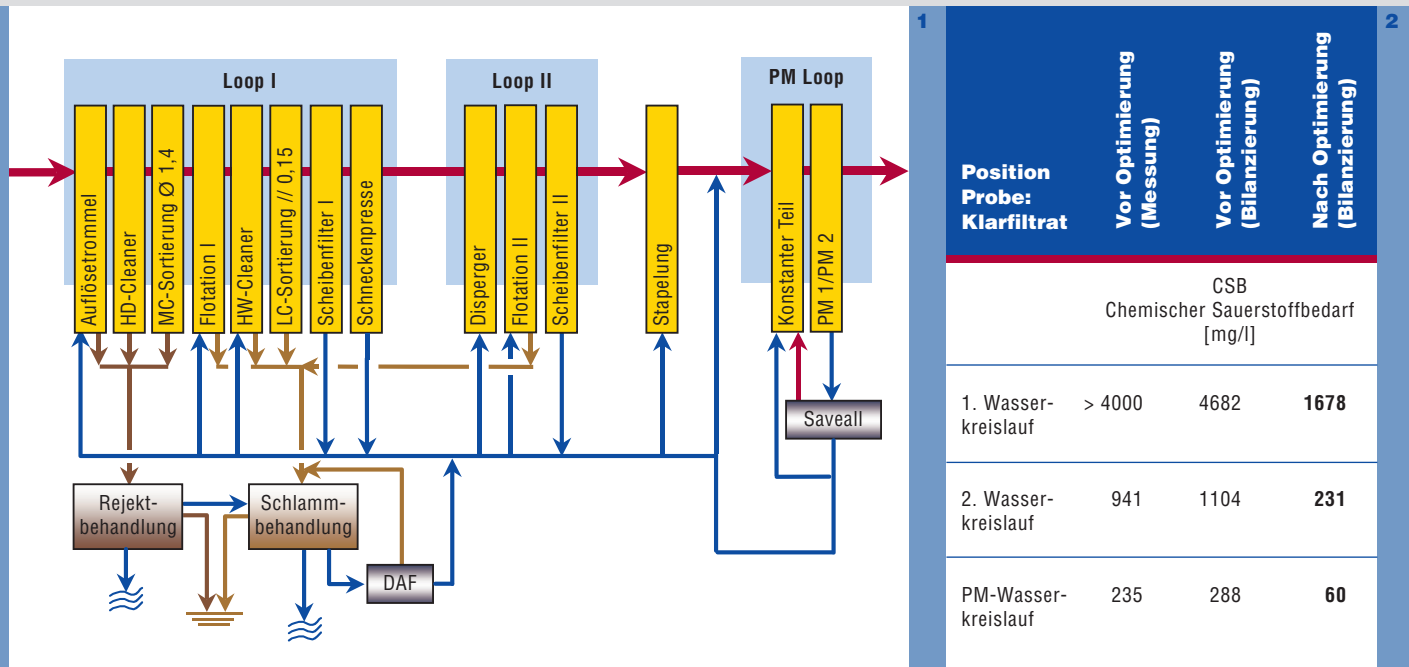 1
2
Loop I
Loop II
PM Loop
Auflösetrommel
HD-Cleaner
MC-Sortierung Ø 1,4
Flotation I
HW-Cleaner
LC-Sortierung // 0,15
Scheibenfilter I
Schneckenpresse
Disperger
Flotation II
Scheibenfilter II
Stapelung
Konstanter Teil
PM 1/PM 2
Saveall
Rejekt-
behandlung
Schlamm-
behandlung
DAF
Position
Probe:
Klarfiltrat
Vor Optimierung
(Messung)
Vor Optimierung
(Bilanzierung)
Nach Optimierung
(Bilanzierung)
CSB
Chemischer Sauerstoffbedarf
[mg/l]
1. Wasser- > 4000 4682 1678
kreislauf
2. Wasser- 941 1104 231
kreislauf
PM-Wasser- 235 288 60
kreislauf